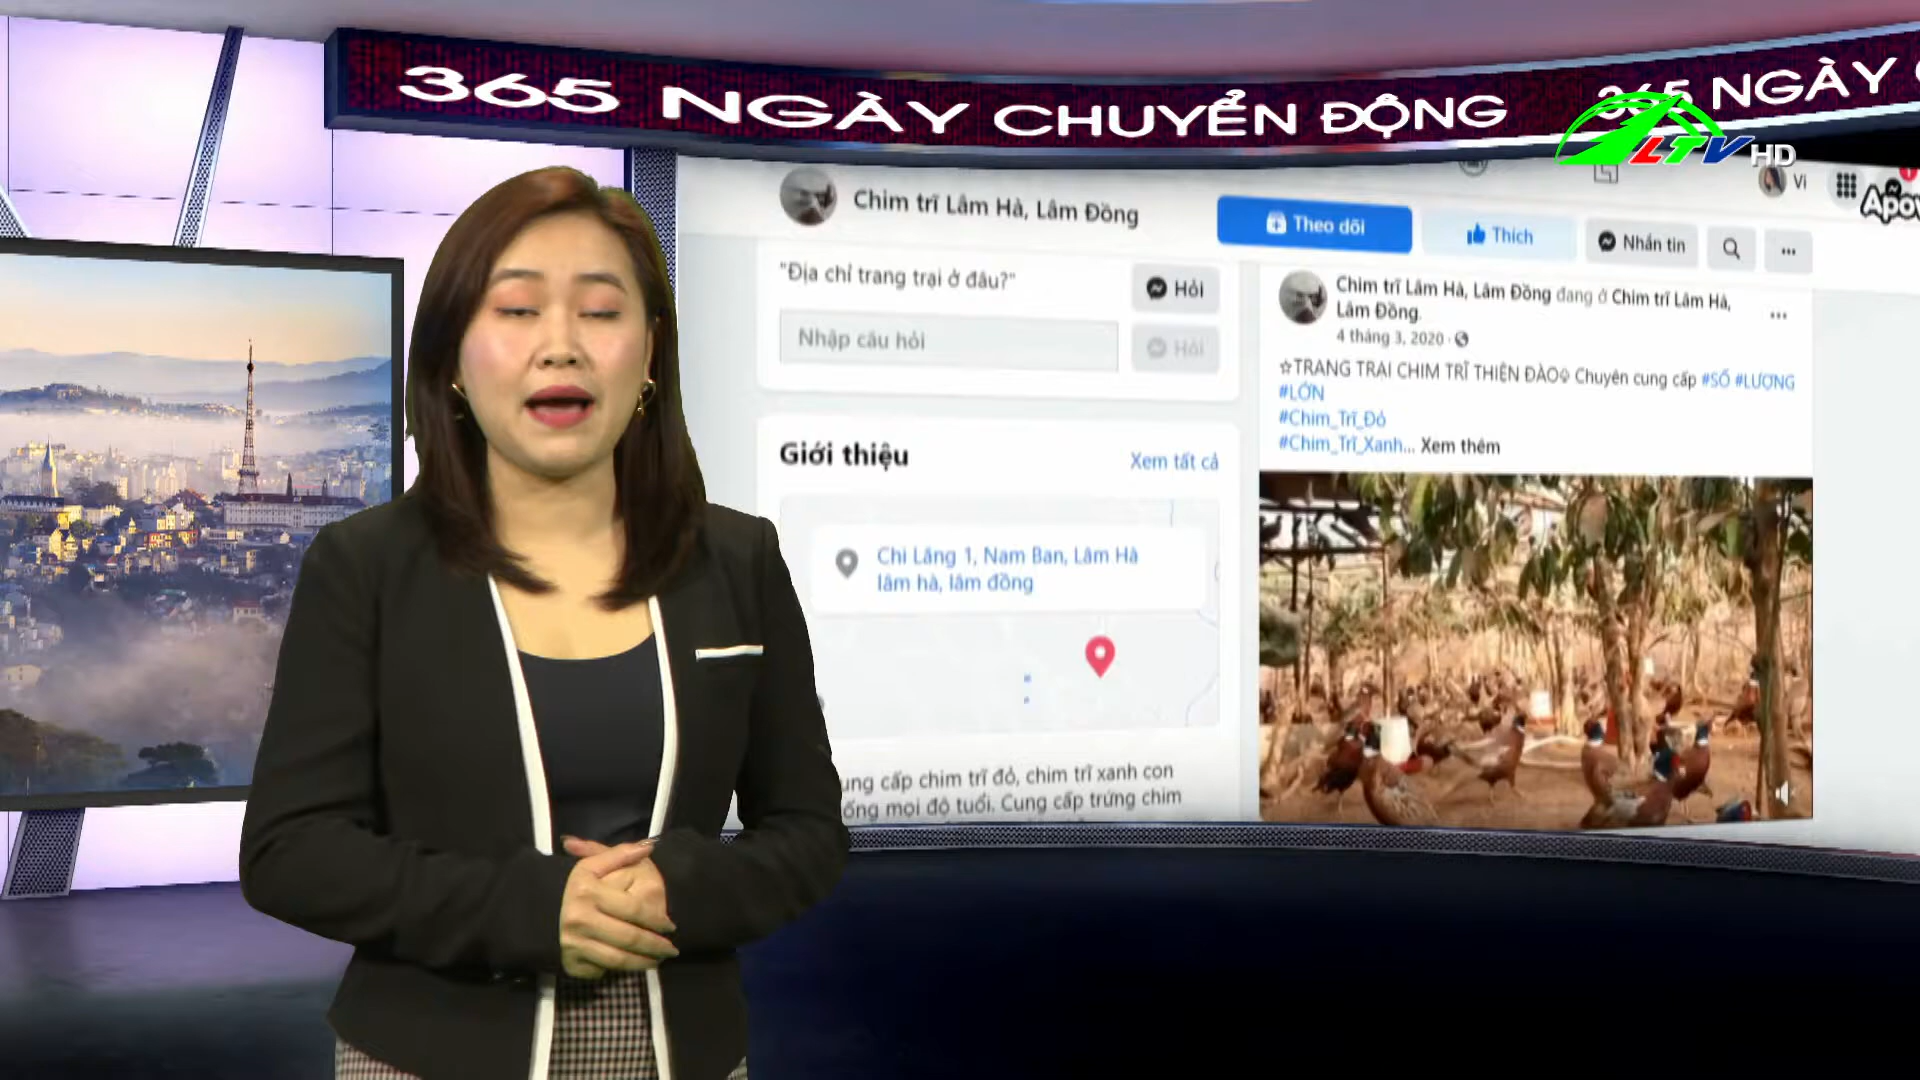 365 NGÀY CHUYỂN ĐỘNG
365 NGÀY
LTV HD
Chim trĩ Lâm Hà, Lâm Đồng
Theo dõi
Thích
Nhắn tin
Vi
"Địa chỉ trang trại ở đâu?"
Hỏi
Nhập câu hỏi
Hỏi
Giới thiệu
Xem tất cả
Chi Lăng 1, Nam Ban, Lâm Hà
lâm hà, lâm đồng
cung cấp chim trĩ đỏ, chim trĩ xanh con
mọi độ tuổi. Cung cấp trứng chim
Chim trĩ Lâm Hà, Lâm Đồng đang ở Chim trĩ Lâm Hà,
Lâm Đồng.
4 tháng 3, 2020
☆TRANG TRẠI CHIM TRĨ THIÊN ĐÀO Chuyên cung cấp #SỐ #LƯỢNG
#LỚN
#Chim_Trĩ_Đỏ
#Chim_Trĩ_Xanh... Xem thêm